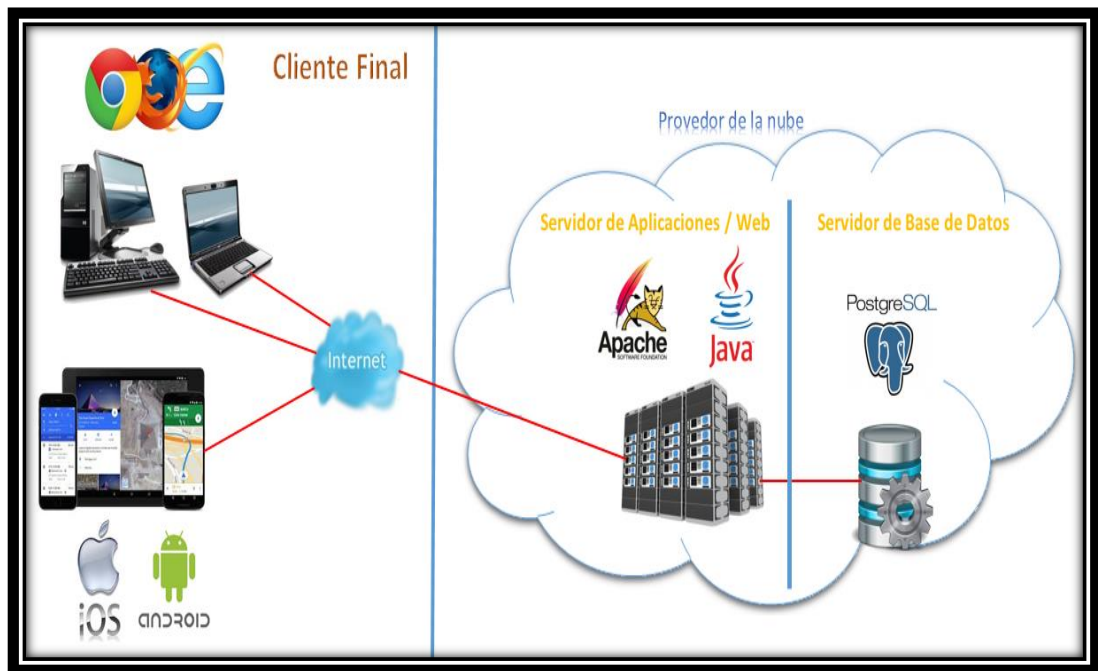 Cliente Final
Provedor de la nube
Servidor de Aplicaciones / Web
Servidor de Base de Datos
Apache
SOFTWARE FOUNDATION
Java
PostgreSQL
Internet
iOS
ANDROID